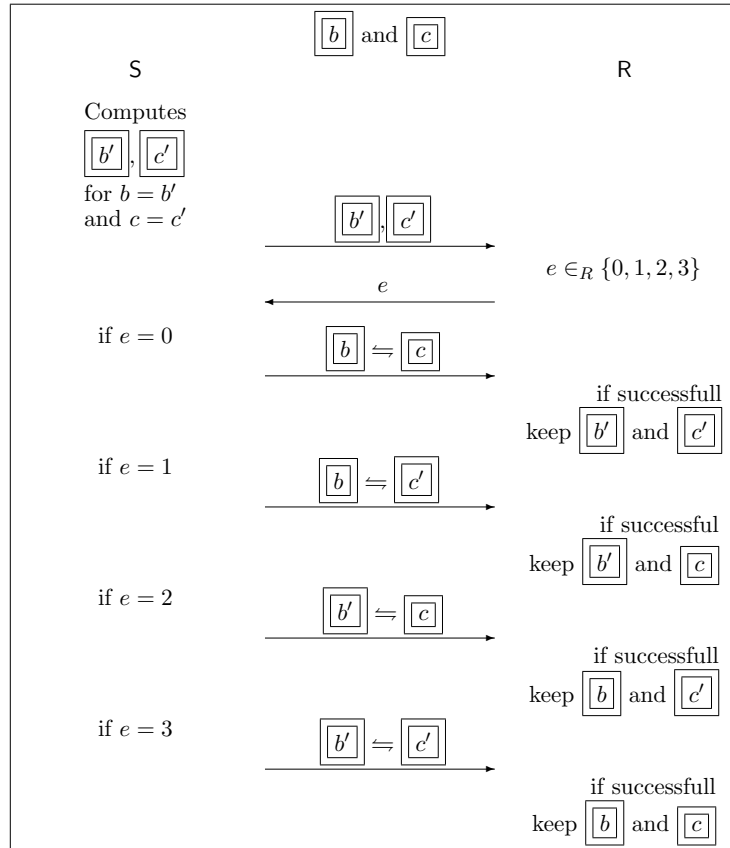 b and c
S R
Computes
b′, c′
for b = b′
and c = c′
b′, c′
e ∈R {0, 1, 2, 3}
e
if e = 0
b ⇋ c
if successfull
keep b′ and c′
if e = 1
b ⇋ c′
if successful
keep b′ and c
if e = 2
b′ ⇋ c
if successfull
keep b and c′
if e = 3
b′ ⇋ c′
if successfull
keep b and c